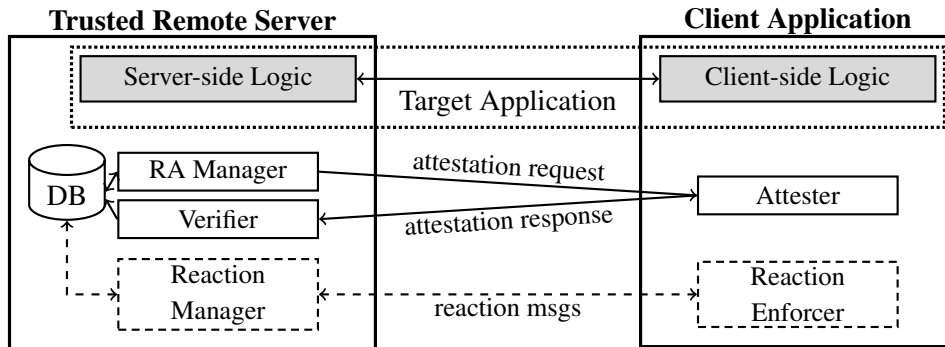 Trusted Remote Server
Client Application
Server-side Logic
Client-side Logic
Target Application
DB
RA Manager
attestation request
Attester
Verifier
attestation response
Reaction
Manager
reaction msgs
Reaction
Enforcer